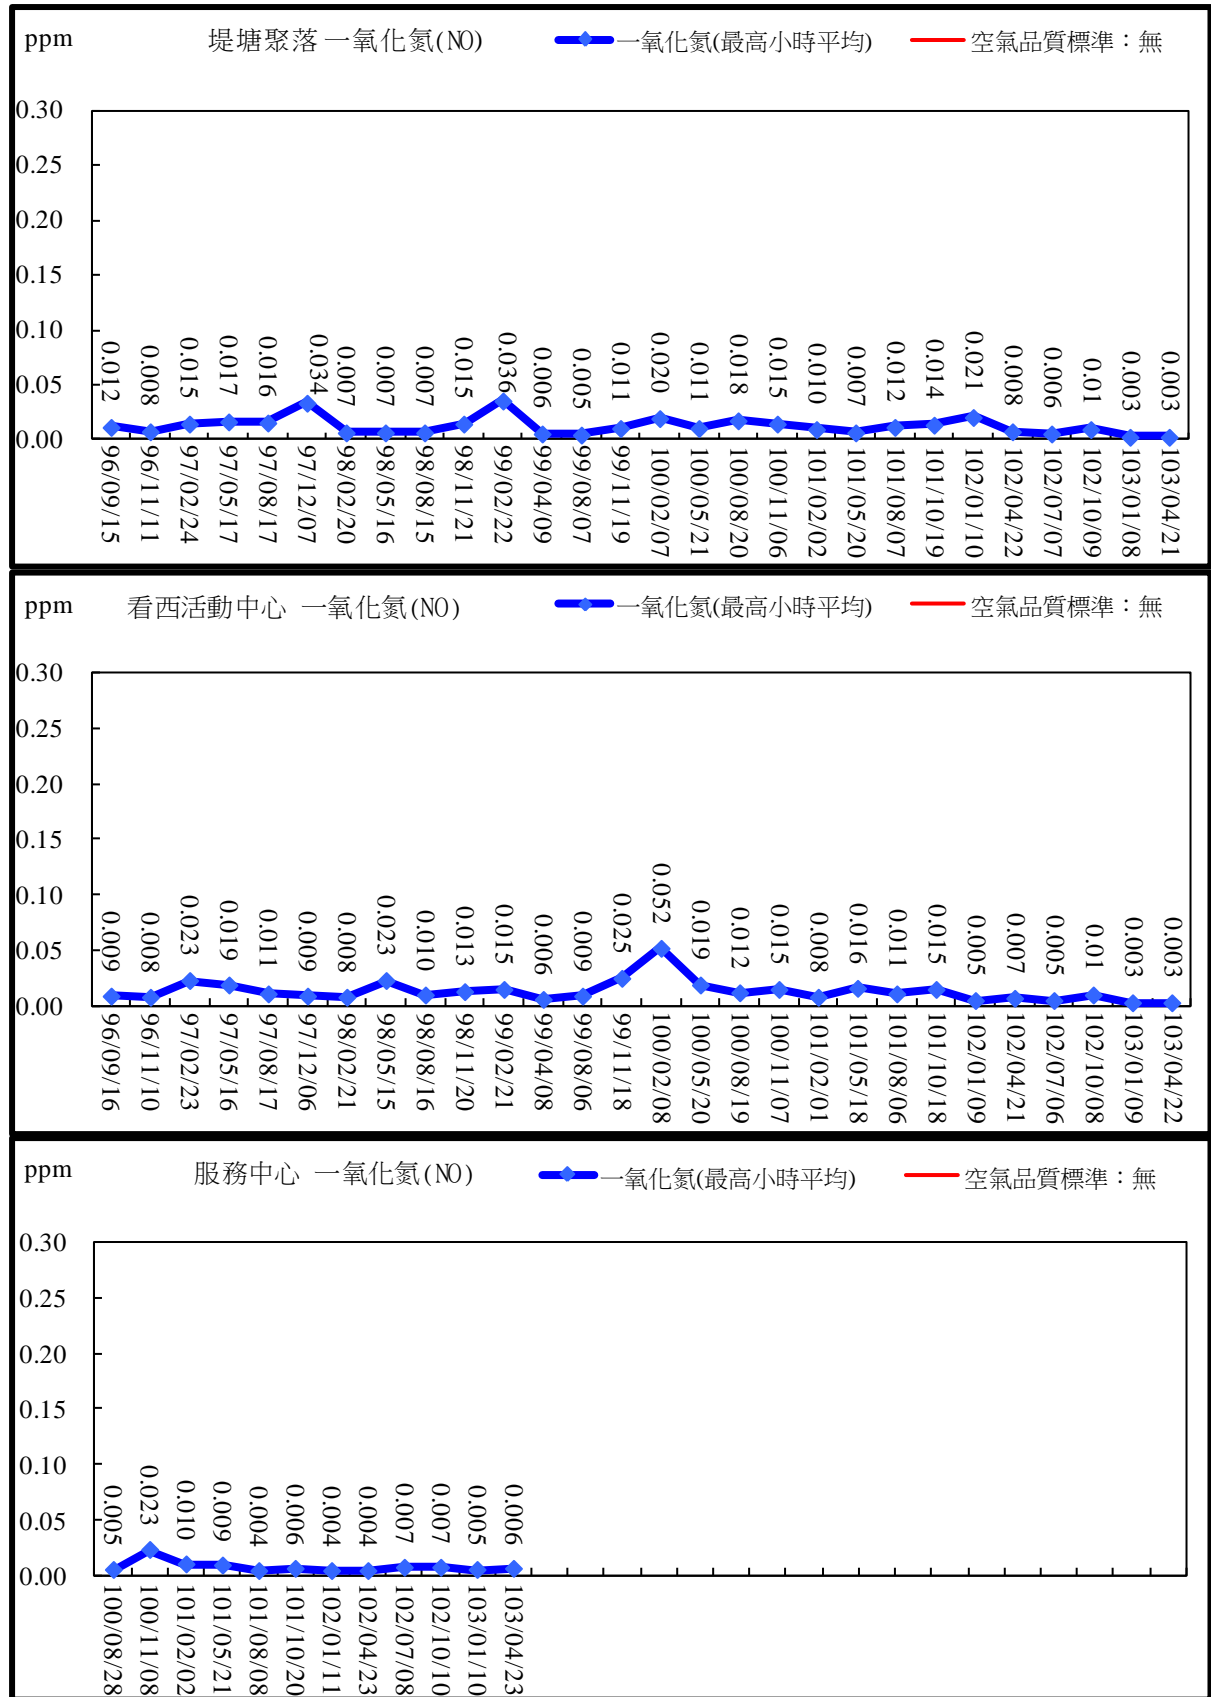 ppm 堤塘聚落 一氧化氮(NO) 一氧化氮(最高小時平均) 空氣品質標準：無
0.30
0.25
0.20
0.15
0.10
0.05
0.00
0.012 0.008 0.015 0.017 0.016 0.034 0.007 0.007 0.007 0.015 0.036 0.006 0.005 0.011 0.020 0.011 0.018 0.015 0.010 0.007 0.012 0.014 0.021 0.008 0.006 0.01 0.003 0.003
96/09/15 96/11/11 97/02/24 97/05/17 97/08/17 97/12/07 98/02/20 98/05/16 98/08/15 98/11/21 99/02/22 99/04/09 99/08/07 99/11/19 100/02/07 100/05/21 100/08/20 100/11/06 101/02/02 101/05/20 101/08/07 101/10/19 102/01/10 102/04/22 102/07/07 102/10/09 103/01/08 103/04/21
ppm 看西活動中心 一氧化氮(NO) 一氧化氮(最高小時平均) 空氣品質標準：無
0.30
0.25
0.20
0.15
0.10
0.05
0.00
0.009 0.008 0.023 0.019 0.011 0.009 0.008 0.023 0.010 0.013 0.015 0.006 0.009 0.025 0.052 0.019 0.012 0.015 0.008 0.016 0.011 0.015 0.005 0.007 0.005 0.01 0.003 0.003
96/09/16 96/11/10 97/02/23 97/05/16 97/08/17 97/12/06 98/02/21 98/05/15 98/08/16 98/11/20 99/02/21 99/04/08 99/08/06 99/11/18 100/02/08 100/05/20 100/08/19 100/11/07 101/02/01 101/05/18 101/08/06 101/10/18 102/01/09 102/04/21 102/07/06 102/10/08 103/01/09 103/04/22
ppm 服務中心 一氧化氮(NO) 一氧化氮(最高小時平均) 空氣品質標準：無
0.30
0.25
0.20
0.15
0.10
0.05
0.00
0.005 0.023 0.010 0.009 0.004 0.006 0.004 0.004 0.007 0.007 0.005 0.006
100/08/28 100/11/08 101/02/02 101/05/21 101/08/08 101/10/20 102/01/11 102/04/23 102/07/08 102/10/10 103/01/10 103/04/23